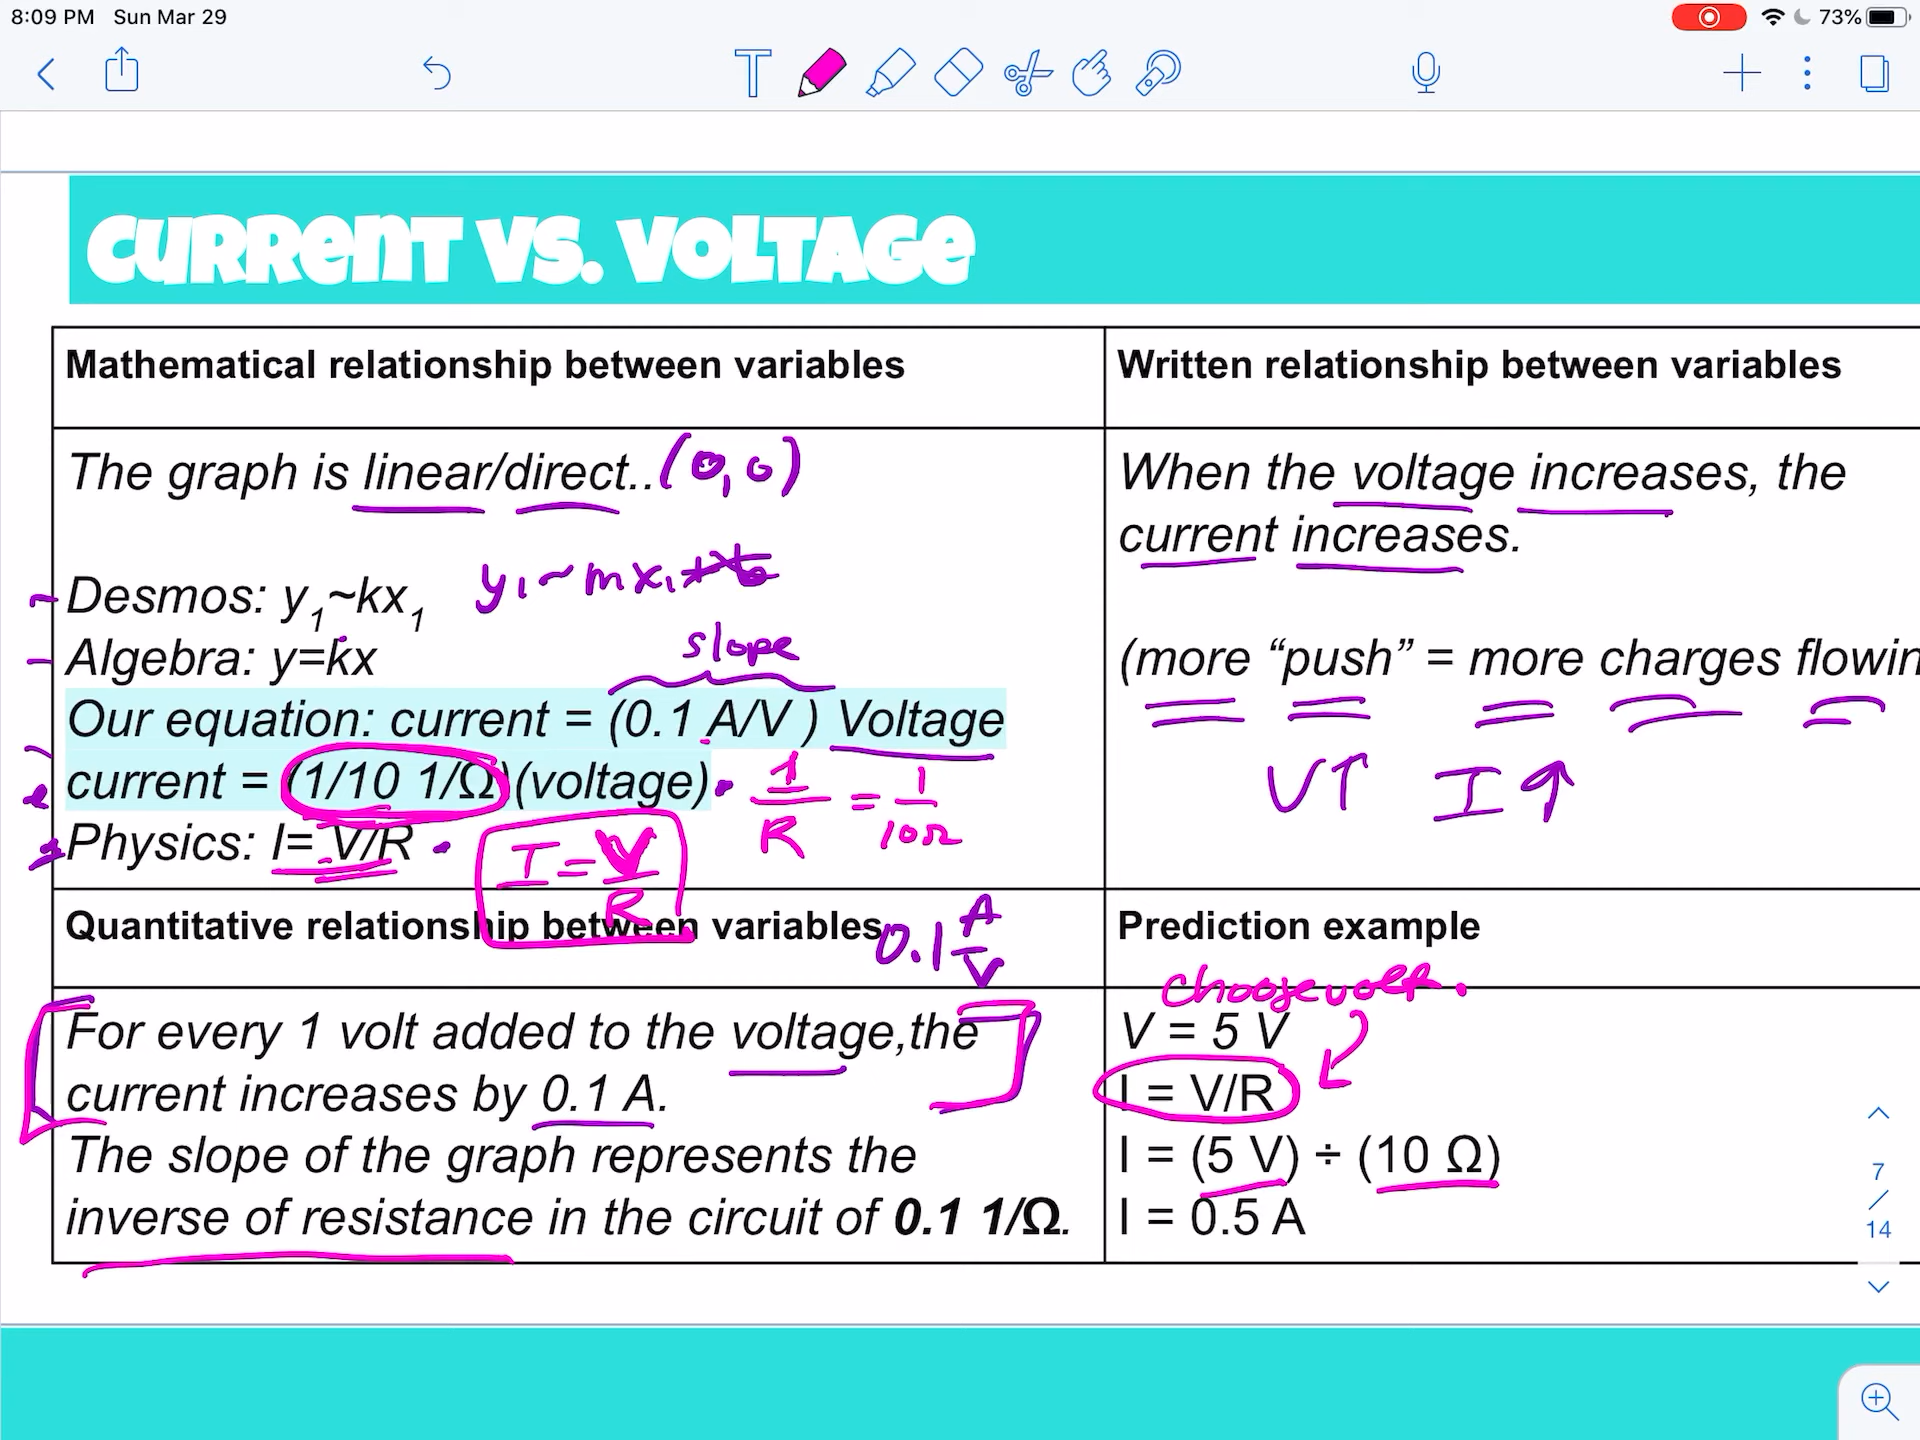 8:09 PM Sun Mar 29
73%
CURRENT VS. VOLTAGE
Mathematical relationship between variables
The graph is linear/direct..(0,0)
y₁~mx₁+b
Desmos: y₁~kx₁
slope
Algebra: y=kx
Our equation: current = (0.1 A/V ) Voltage
current = (1/10 1/Ω)(voltage) 1/R = 1/10Ω
Physics: I= V/R
I = V/R
Written relationship between variables
When the voltage increases, the
current increases.
(more “push” = more charges flowin
V↑ I↑
Quantitative relationship between variables
0.1 A/V
For every 1 volt added to the voltage,the
current increases by 0.1 A.
The slope of the graph represents the
inverse of resistance in the circuit of 0.1 1/Ω.
Prediction example
choose volt.
V = 5 V
I = V/R
I = (5 V) ÷ (10 Ω)
I = 0.5 A
7
/
14